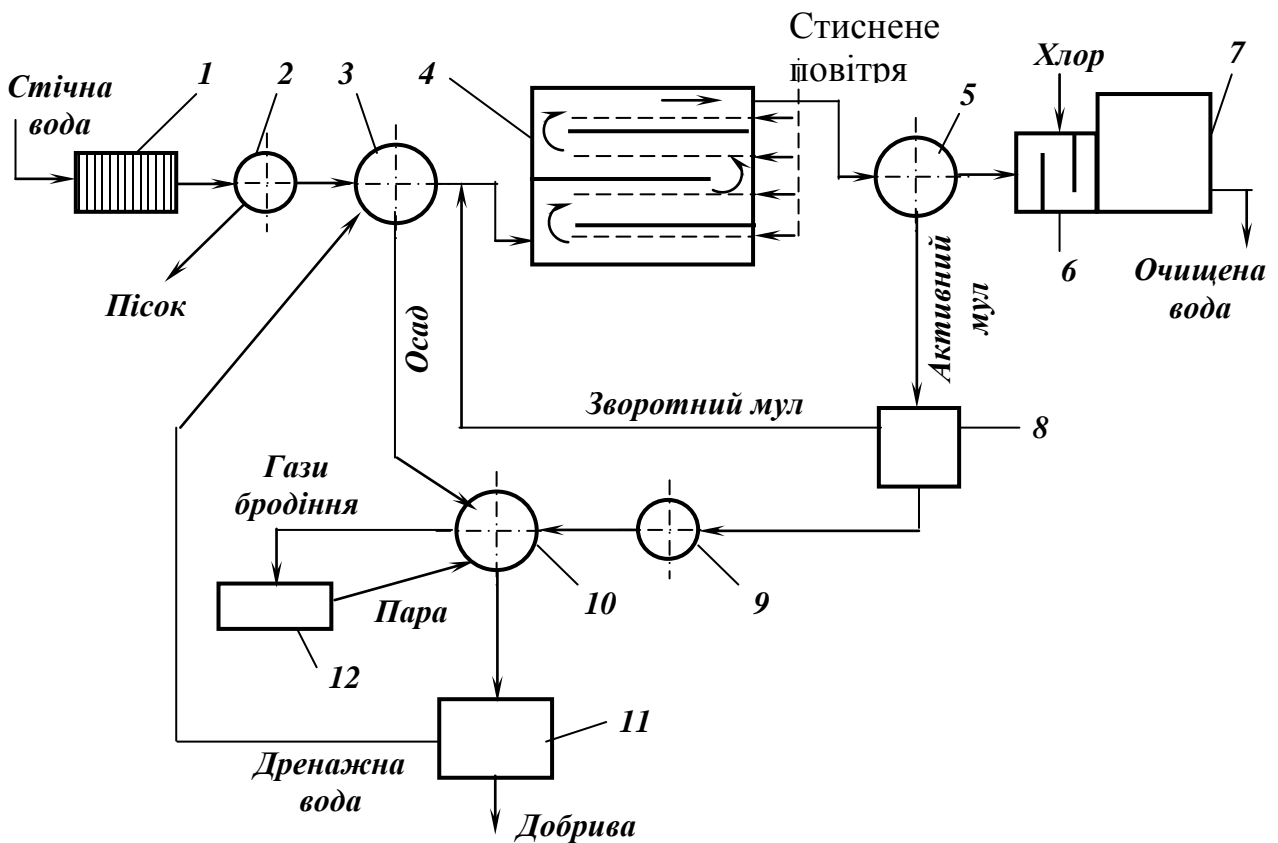 Стиснене
повітря
Стічна
вода
1
2
3
4
5
Хлор
7
Пісок
6
Очищена
вода
Осад
Активний
мул
Зворотний мул
8
Гази
бродіння
Пара
10
9
12
11
Дренажна
вода
Добрива